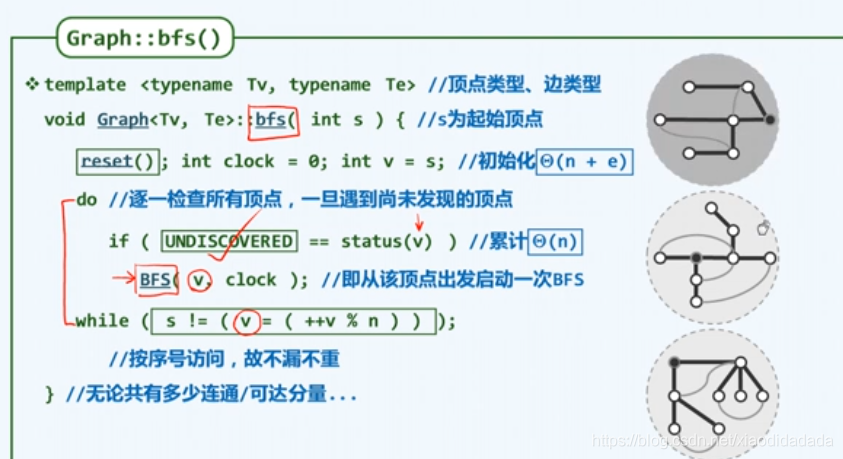 Graph::bfs()
❖ template <typename Tv, typename Te> //顶点类型、边类型
void Graph<Tv, Te>::bfs( int s ) { //s为起始顶点
reset(); int clock = 0; int v = s; //初始化Θ(n + e)
do //逐一检查所有顶点，一旦遇到尚未发现的顶点
if ( UNDISCOVERED == status(v) ) //累计Θ(n)
BFS( v, clock ); //即从该顶点出发启动一次BFS
while ( s != ( v = ( ++v % n ) ) );
//按序号访问，故不漏不重
} //无论共有多少连通/可达分量...
https://blog.csdn.net/xiaodidadada